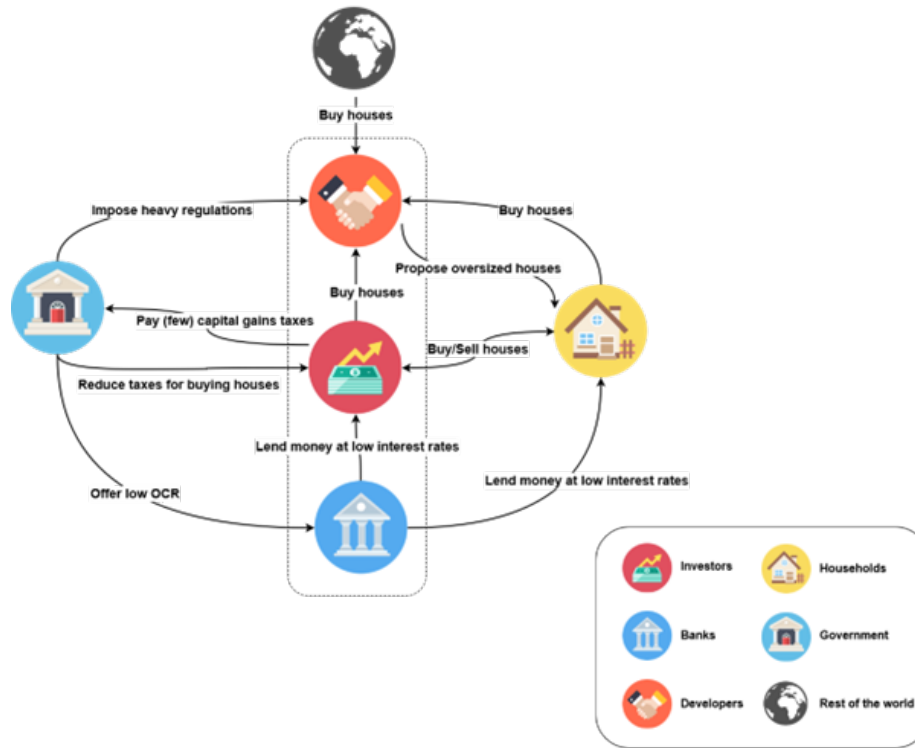 Buy houses
Impose heavy regulations
Buy houses
Propose oversized houses
Buy houses
Pay (few) capital gains taxes
Buy/Sell houses
Reduce taxes for buying houses
Lend money at low interest rates
Lend money at low interest rates
Offer low OCR
Investors
Households
Banks
Government
Developers
Rest of the world